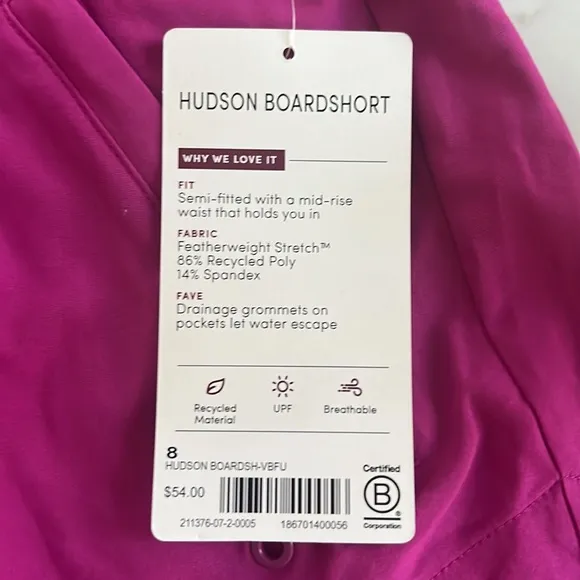 HUDSON BOARDSHORT
WHY WE LOVE IT
FIT
Semi-fitted with a mid-rise
waist that holds you in
FABRIC
Featherweight Stretch™
86% Recycled Poly
14% Spandex
FAVE
Drainage grommets on
pockets let water escape
Recycled
Material
UPF
Breathable
8
HUDSON BOARDSH-VBFU
$54.00
211376-07-2-0005
186701400056
Certified
B
®
Corporation